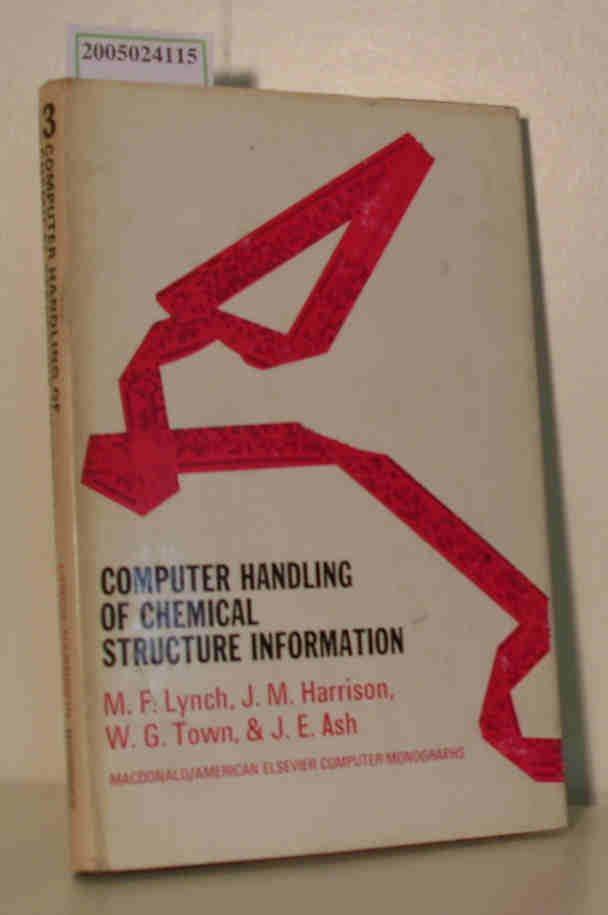 2005024115
3 COMPUTER HANDLING OF
COMPUTER HANDLING
OF CHEMICAL
STRUCTURE INFORMATION
M. F. Lynch, J. M. Harrison,
W. G. Town, & J. E. Ash
MACDONALD/AMERICAN ELSEVIER COMPUTER MONOGRAPHS